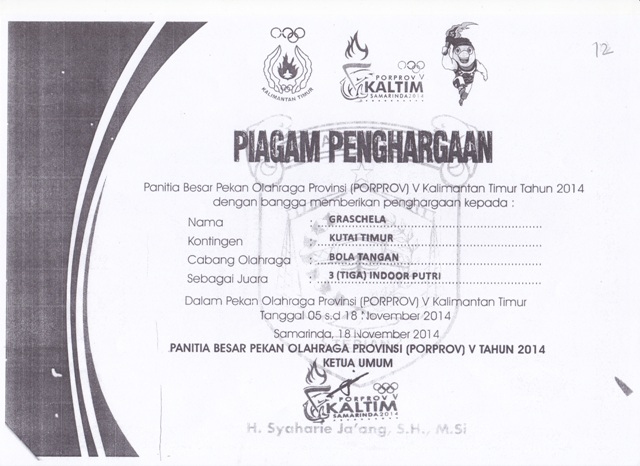 12
KALIMANTAN TIMUR
PORPROV V
KALTIM
SAMARINDA 2014
PIAGAM PENGHARGAAN
Panitia Besar Pekan Olahraga Provinsi (PORPROV) V Kalimantan Timur Tahun 2014
dengan bangga memberikan penghargaan kepada :
Nama : GRASCHELA
Kontingen : KUTAI TIMUR
Cabang Olahraga : BOLA TANGAN
Sebagai Juara : 3 (TIGA) INDOOR PUTRI
Dalam Pekan Olahraga Provinsi (PORPROV) V Kalimantan Timur
Tanggal 05 s.d 18 November 2014
Samarinda, 18 November 2014
PANITIA BESAR PEKAN OLAHRAGA PROVINSI (PORPROV) V TAHUN 2014
KETUA UMUM
PORPROV V
KALTIM
SAMARINDA 2014
H. Syaharie Ja'ang, S.H., M.Si